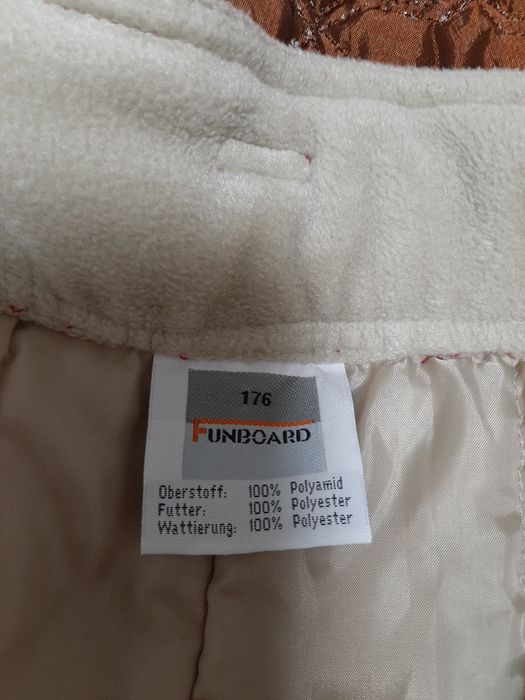 176
FUNBOARD
Oberstoff: 100% Polyamid
Futter: 100% Polyester
Wattierung: 100% Polyester